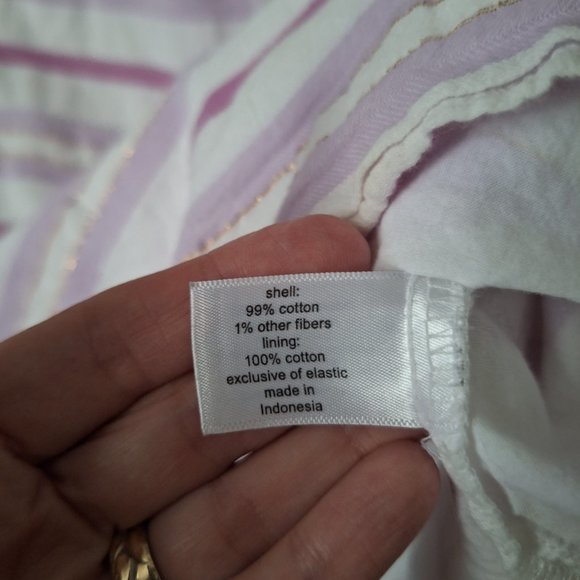 shell:
99% cotton
1% other fibers
lining:
100% cotton
exclusive of elastic
made in
Indonesia